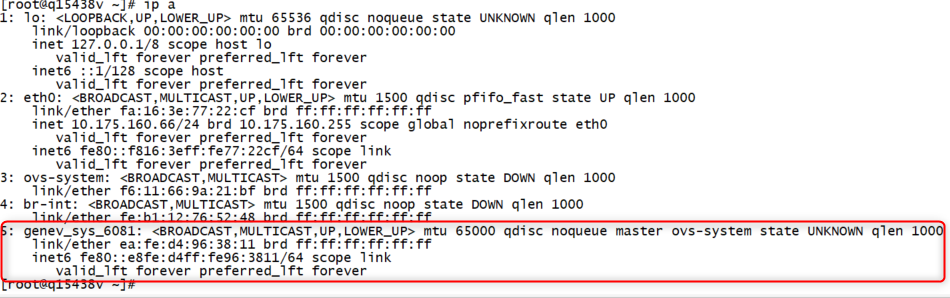 [root@q15438v ~]# ip a
1: lo: <LOOPBACK,UP,LOWER_UP> mtu 65536 qdisc noqueue state UNKNOWN qlen 1000
    link/loopback 00:00:00:00:00:00 brd 00:00:00:00:00:00
    inet 127.0.0.1/8 scope host lo
       valid_lft forever preferred_lft forever
    inet6 ::1/128 scope host
       valid_lft forever preferred_lft forever
2: eth0: <BROADCAST,MULTICAST,UP,LOWER_UP> mtu 1500 qdisc pfifo_fast state UP qlen 1000
    link/ether fa:16:3e:77:22:cf brd ff:ff:ff:ff:ff:ff
    inet 10.175.160.66/24 brd 10.175.160.255 scope global noprefixroute eth0
       valid_lft forever preferred_lft forever
    inet6 fe80::f816:3eff:fe77:22cf/64 scope link
       valid_lft forever preferred_lft forever
3: ovs-system: <BROADCAST,MULTICAST> mtu 1500 qdisc noop state DOWN qlen 1000
    link/ether f6:11:66:9a:21:bf brd ff:ff:ff:ff:ff:ff
4: br-int: <BROADCAST,MULTICAST> mtu 1500 qdisc noop state DOWN qlen 1000
    link/ether fe:b1:12:76:52:48 brd ff:ff:ff:ff:ff:ff
5: genev_sys_6081: <BROADCAST,MULTICAST,UP,LOWER_UP> mtu 65000 qdisc noqueue master ovs-system state UNKNOWN qlen 1000
    link/ether ea:fe:d4:96:38:11 brd ff:ff:ff:ff:ff:ff
    inet6 fe80::e8fe:d4ff:fe96:3811/64 scope link
       valid_lft forever preferred_lft forever
[root@q15438v ~]#